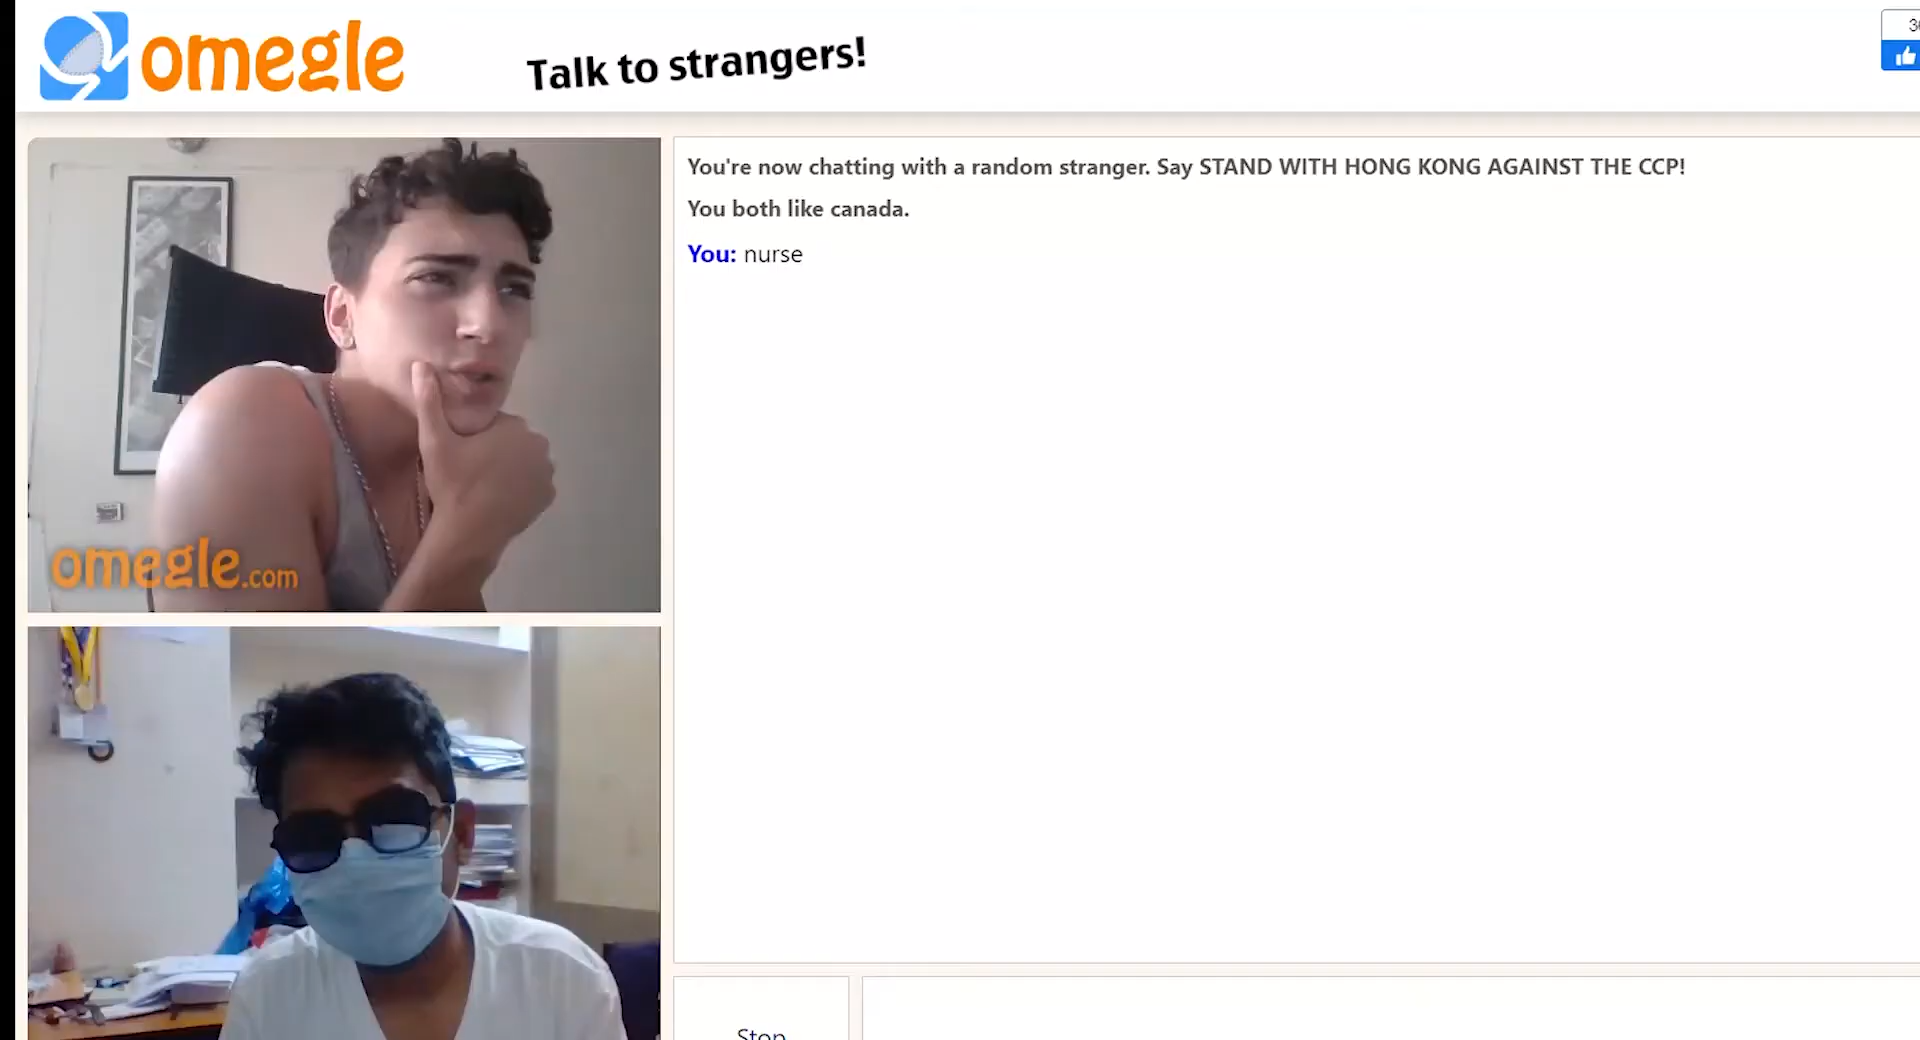 omegle
Talk to strangers!
You're now chatting with a random stranger. Say STAND WITH HONG KONG AGAINST THE CCP!
You both like canada.
You: nurse
omegle.com
Stop